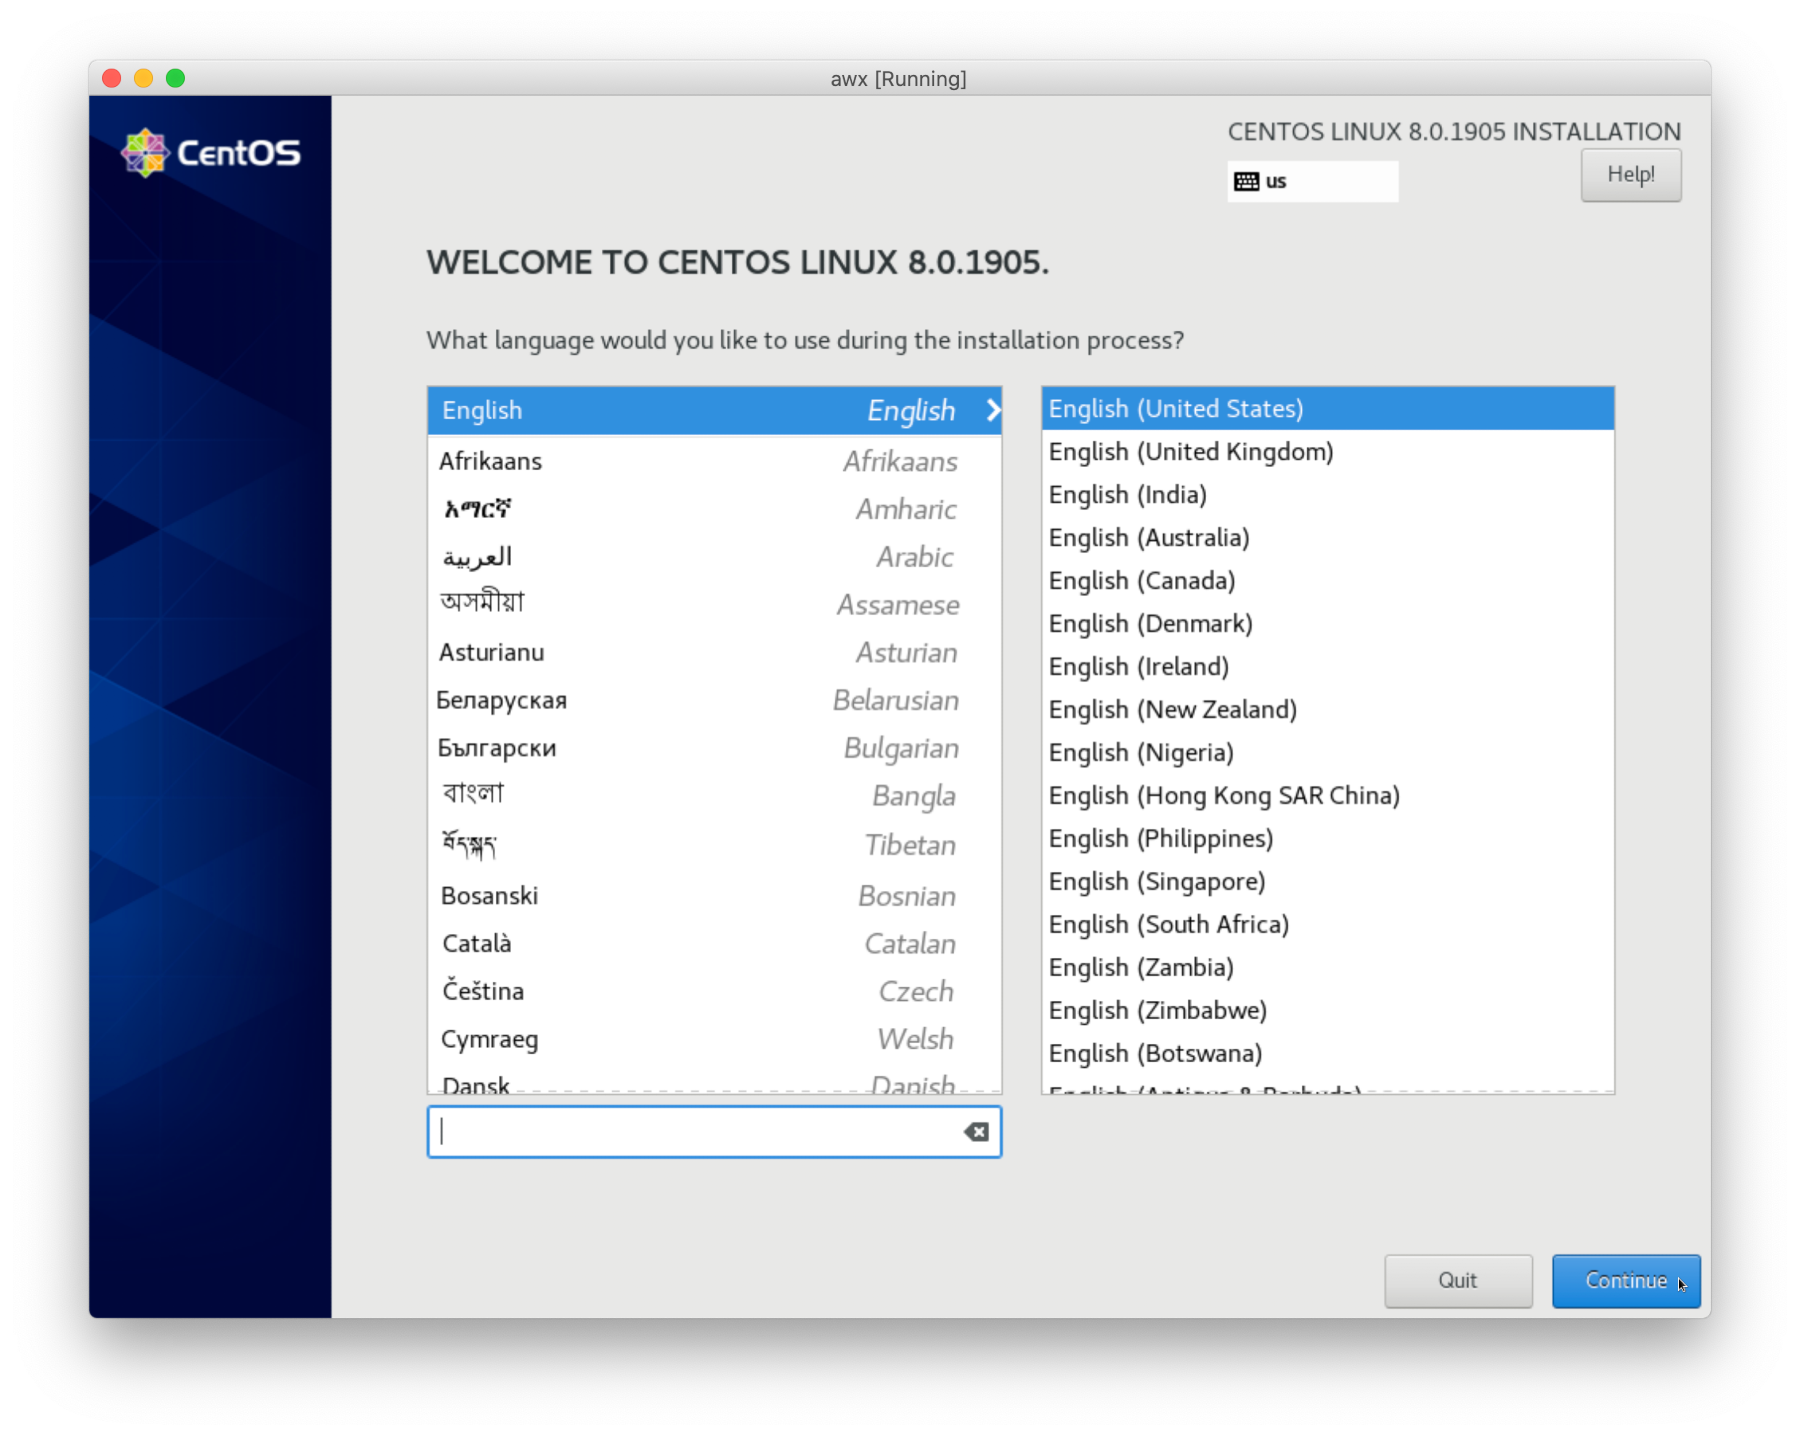 awx [Running]
CentOS
CENTOS LINUX 8.0.1905 INSTALLATION
us
Help!
WELCOME TO CENTOS LINUX 8.0.1905.
What language would you like to use during the installation process?
English English
Afrikaans Afrikaans
አማርኛ Amharic
العربية Arabic
অসমীয়া Assamese
Asturianu Asturian
Беларуская Belarusian
Български Bulgarian
বাংলা Bangla
བོད་སྐད་ Tibetan
Bosanski Bosnian
Català Catalan
Čeština Czech
Cymraeg Welsh
Dansk Danish
English (United States)
English (United Kingdom)
English (India)
English (Australia)
English (Canada)
English (Denmark)
English (Ireland)
English (New Zealand)
English (Nigeria)
English (Hong Kong SAR China)
English (Philippines)
English (Singapore)
English (South Africa)
English (Zambia)
English (Zimbabwe)
English (Botswana)
English (Antigua & Barbuda)
Quit
Continue